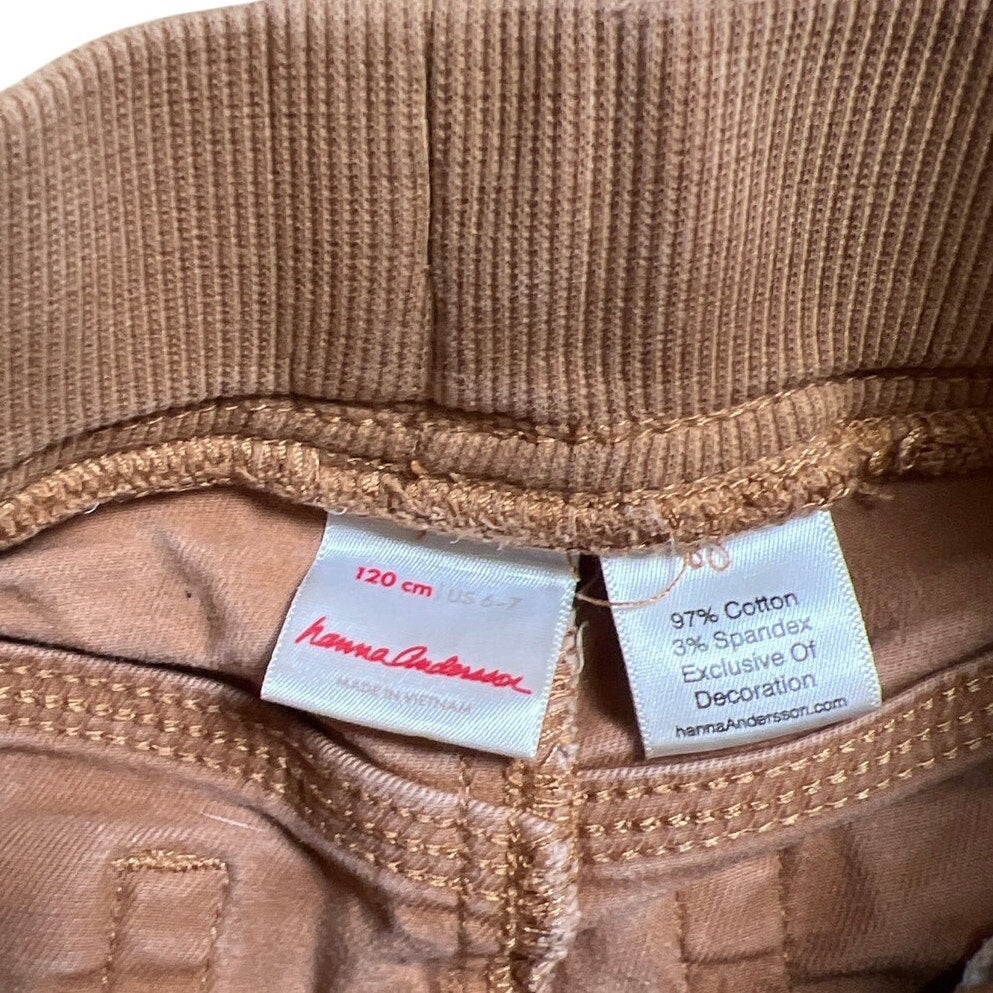 120 cm | US 6-7
hanna Andersson
MADE IN VIETNAM
97% Cotton
3% Spandex
Exclusive Of
Decoration
hannaAndersson.com